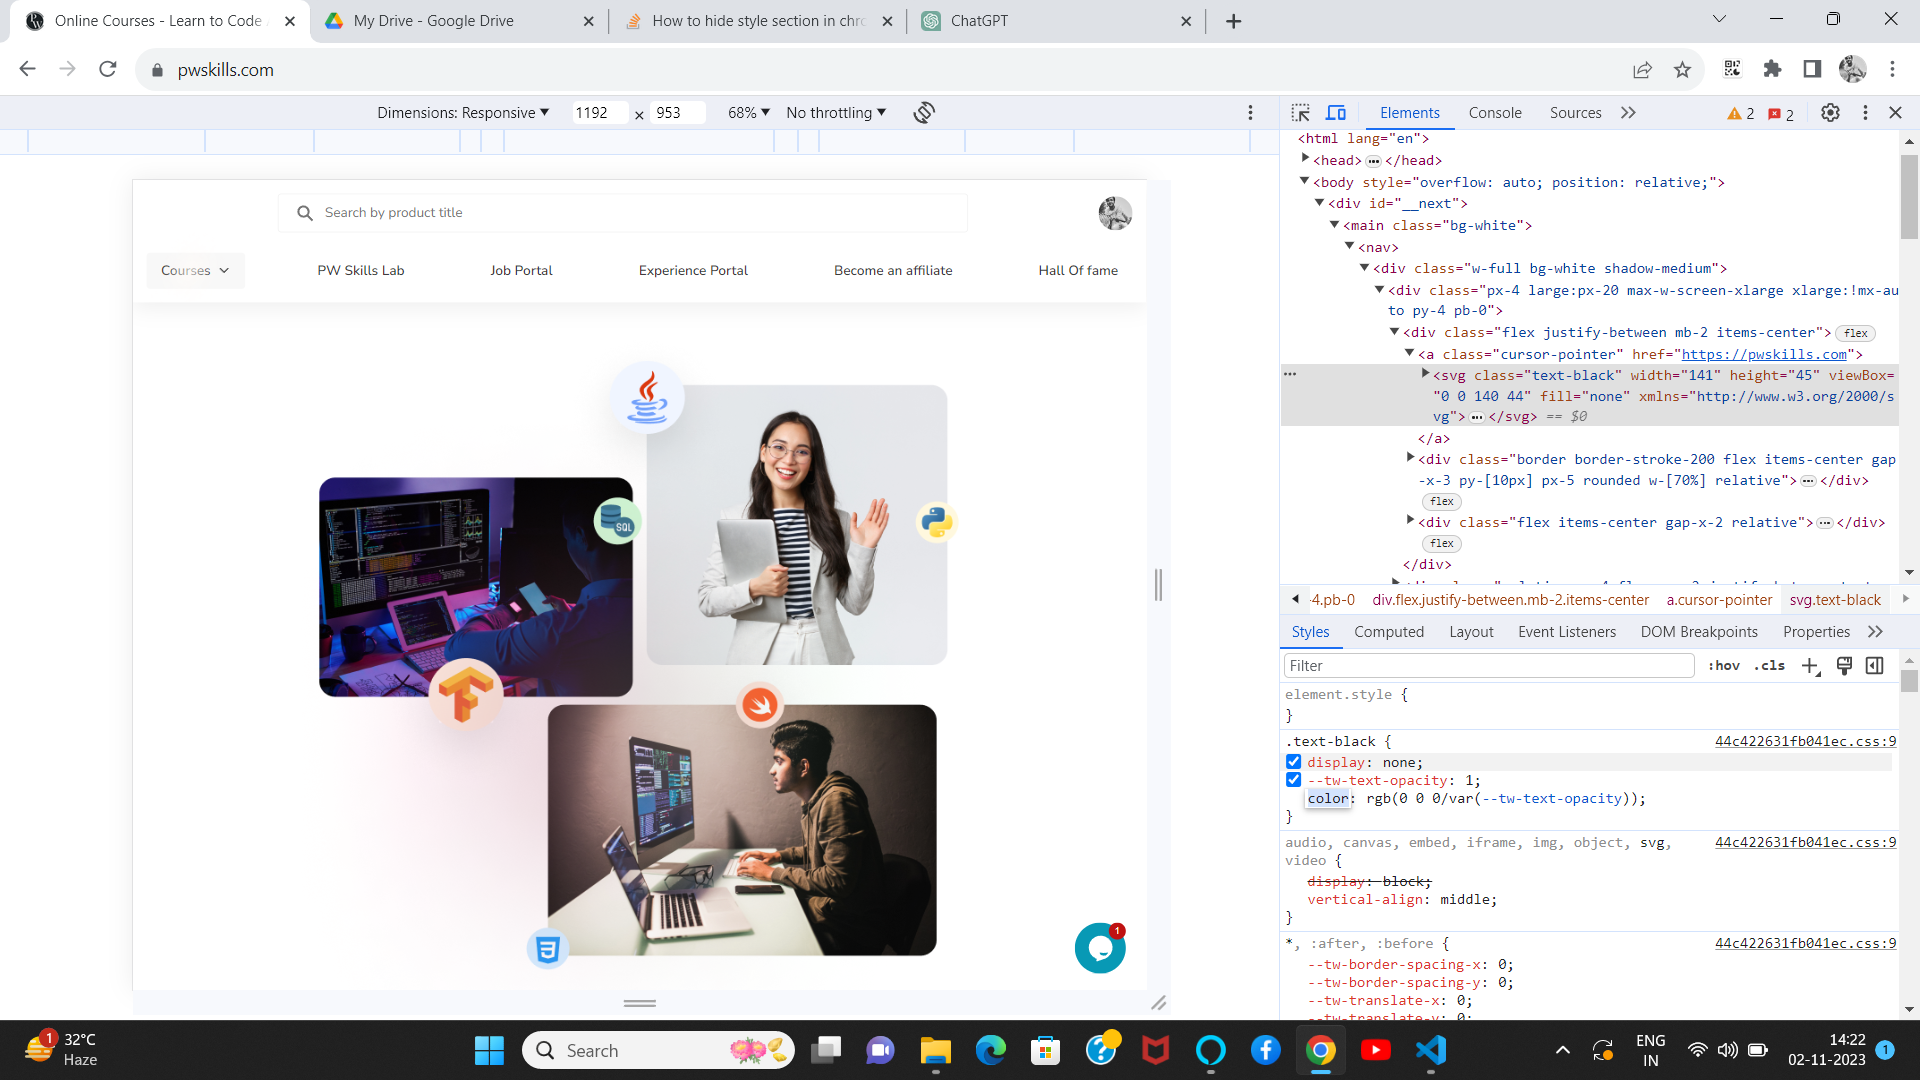 Online Courses - Learn to Code A
My Drive - Google Drive
How to hide style section in chro
ChatGPT
pwskills.com
Dimensions: Responsive
1192 × 953
68%
No throttling
Elements
Console
Sources
2
2
Search by product title
Courses
PW Skills Lab
Job Portal
Experience Portal
Become an affiliate
Hall Of fame
SQL
1
<html lang="en">
<head> ••• </head>
<body style="overflow: auto; position: relative;">
<div id="__next">
<main class="bg-white">
<nav>
<div class="w-full bg-white shadow-medium">
<div class="px-4 large:px-20 max-w-screen-xlarge xlarge:!mx-au
to py-4 pb-0">
<div class="flex justify-between mb-2 items-center"> flex
<a class="cursor-pointer" href="https://pwskills.com">
••• <svg class="text-black" width="141" height="45" viewBox=
"0 0 140 44" fill="none" xmlns="http://www.w3.org/2000/s
vg"> ••• </svg> == $0
</a>
<div class="border border-stroke-200 flex items-center gap
-x-3 py-[10px] px-5 rounded w-[70%] relative"> ••• </div>
flex
<div class="flex items-center gap-x-2 relative"> ••• </div>
flex
</div>
-4.pb-0
div.flex.justify-between.mb-2.items-center
a.cursor-pointer
svg.text-black
Styles
Computed
Layout
Event Listeners
DOM Breakpoints
Properties
Filter
:hov
.cls
element.style {
}
.text-black {
44c422631fb041ec.css:9
display: none;
--tw-text-opacity: 1;
color: rgb(0 0 0/var(--tw-text-opacity));
}
audio, canvas, embed, iframe, img, object, svg,
44c422631fb041ec.css:9
video {
display: block;
vertical-align: middle;
}
*, :after, :before {
44c422631fb041ec.css:9
--tw-border-spacing-x: 0;
--tw-border-spacing-y: 0;
--tw-translate-x: 0;
--tw-translate-y: 0;
1
32°C
Haze
Search
ENG
IN
14:22
02-11-2023
1